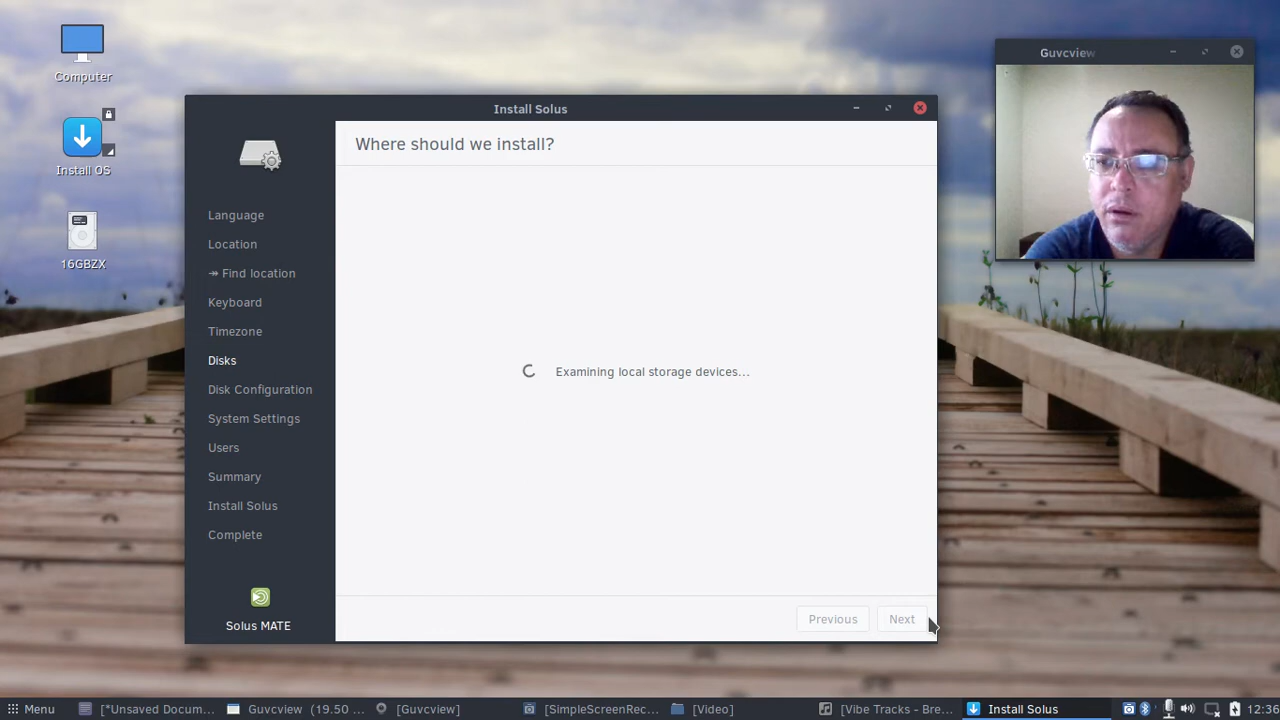 Computer
Install OS
16GBZX
Guvcview
Install Solus
Where should we install?
Language
Location
↠ Find location
Keyboard
Timezone
Disks
Disk Configuration
System Settings
Users
Summary
Install Solus
Complete
Solus MATE
Examining local storage devices...
Previous
Next
Menu
[*Unsaved Docum...
Guvcview (19.50 ...
[Guvcview]
[SimpleScreenRec...
[Video]
[Vibe Tracks - Bre...
Install Solus
12:36